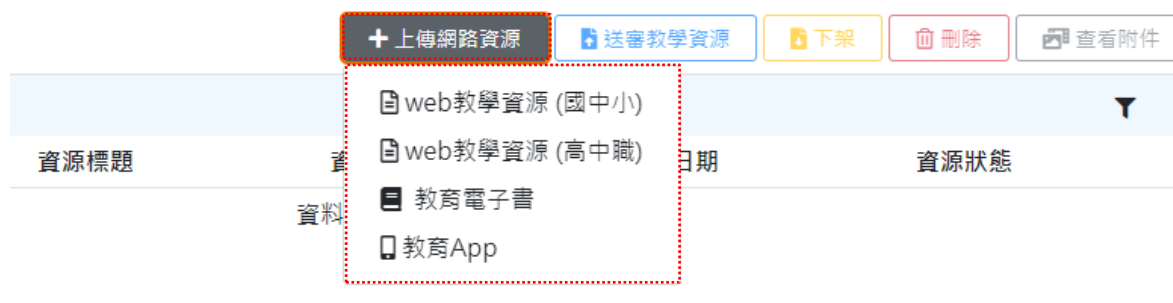 上傳網路資源 送審教學資源 下架 刪除 查看附件
web教學資源 (國中小)
web教學資源 (高中職)
資源標題 資 日期 資源狀態
教育電子書
資料
教育App